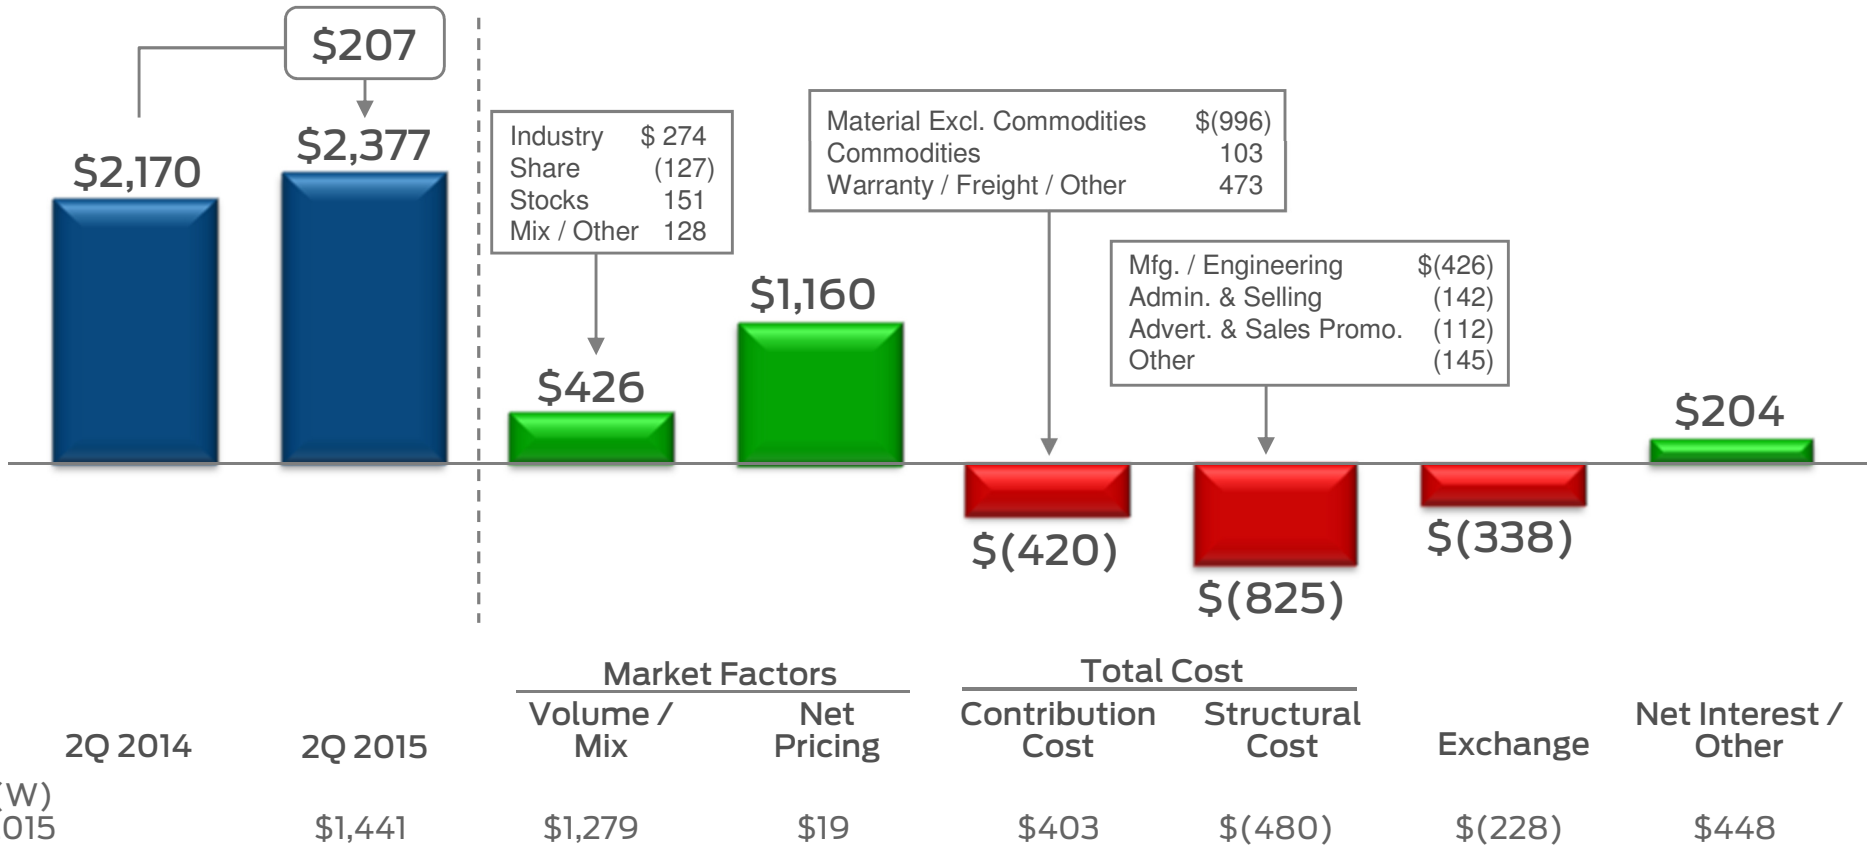 $207
$2,170
$2,377
Industry $ 274
Share (127)
Stocks 151
Mix / Other 128
$426
$1,160
Material Excl. Commodities $(996)
Commodities 103
Warranty / Freight / Other 473
Mfg. / Engineering $(426)
Admin. & Selling (142)
Advert. & Sales Promo. (112)
Other (145)
$(420)
$(825)
$(338)
$204
Market Factors
Total Cost
2Q 2014
2Q 2015
Volume /
Mix
Net
Pricing
Contribution
Cost
Structural
Cost
Exchange
Net Interest /
Other
(W)
015 $1,441 $1,279 $19 $403 $(480) $(228) $448